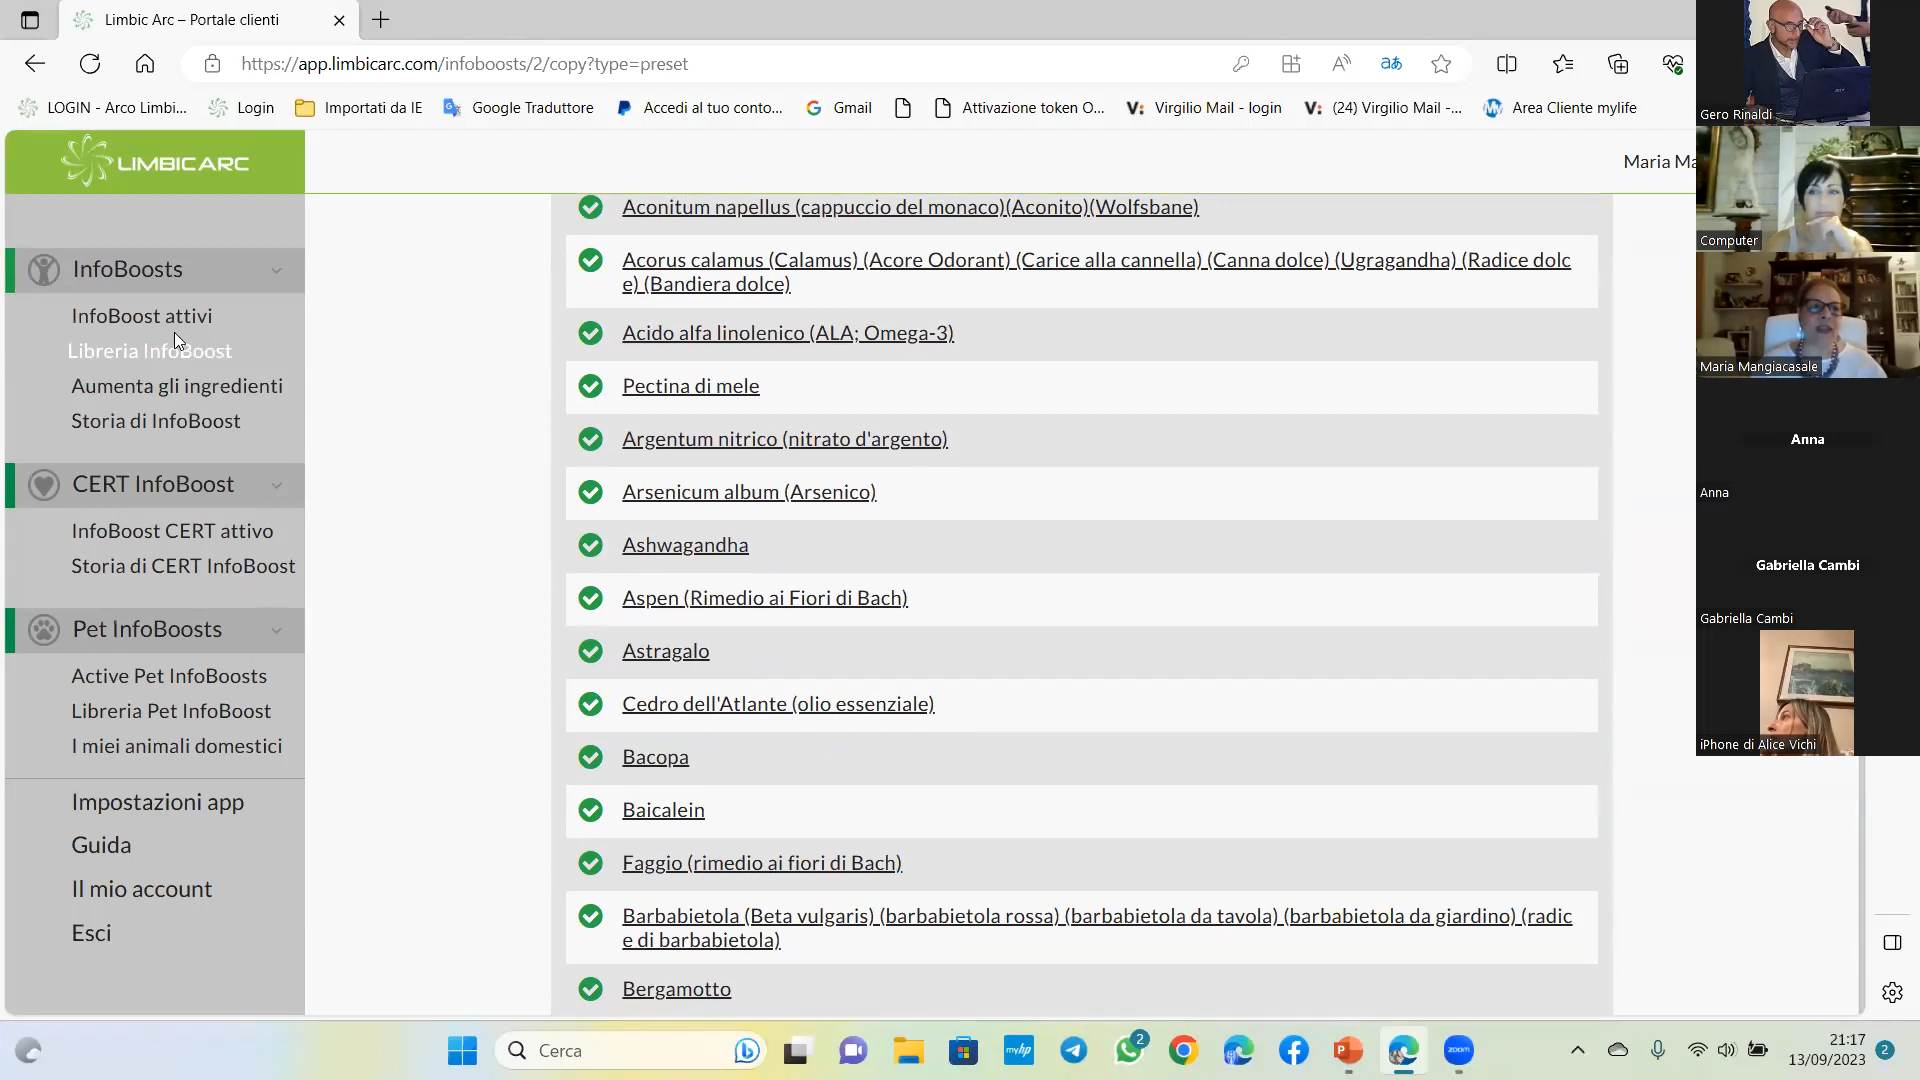 Limbic Arc – Portale clienti
https://app.limbicarc.com/infoboosts/2/copy?type=preset
LOGIN - Arco Limbi...
Login
Importati da IE
Google Traduttore
Accedi al tuo conto...
Gmail
Attivazione token O...
Virgilio Mail - login
(24) Virgilio Mail -...
Area Cliente mylife
LIMBIC ARC
Maria Ma
InfoBoosts
InfoBoost attivi
Libreria InfoBoost
Aumenta gli ingredienti
Storia di InfoBoost
CERT InfoBoost
InfoBoost CERT attivo
Storia di CERT InfoBoost
Pet InfoBoosts
Active Pet InfoBoosts
Libreria Pet InfoBoost
I miei animali domestici
Impostazioni app
Guida
Il mio account
Esci
Aconitum napellus (cappuccio del monaco)(Aconito)(Wolfsbane)
Acorus calamus (Calamus) (Acore Odorant) (Carice alla cannella) (Canna dolce) (Ugragandha) (Radice dolc
e) (Bandiera dolce)
Acido alfa linolenico (ALA; Omega-3)
Pectina di mele
Argentum nitrico (nitrato d'argento)
Arsenicum album (Arsenico)
Ashwagandha
Aspen (Rimedio ai Fiori di Bach)
Astragalo
Cedro dell'Atlante (olio essenziale)
Bacopa
Baicalein
Faggio (rimedio ai fiori di Bach)
Barbabietola (Beta vulgaris) (barbabietola rossa) (barbabietola da tavola) (barbabietola da giardino) (radic
e di barbabietola)
Bergamotto
Gero Rinaldi
Computer
Maria Mangiacasale
Anna
Anna
Gabriella Cambi
Gabriella Cambi
iPhone di Alice Vichi
Cerca
myhp
2
zoom
21:17
13/09/2023
2